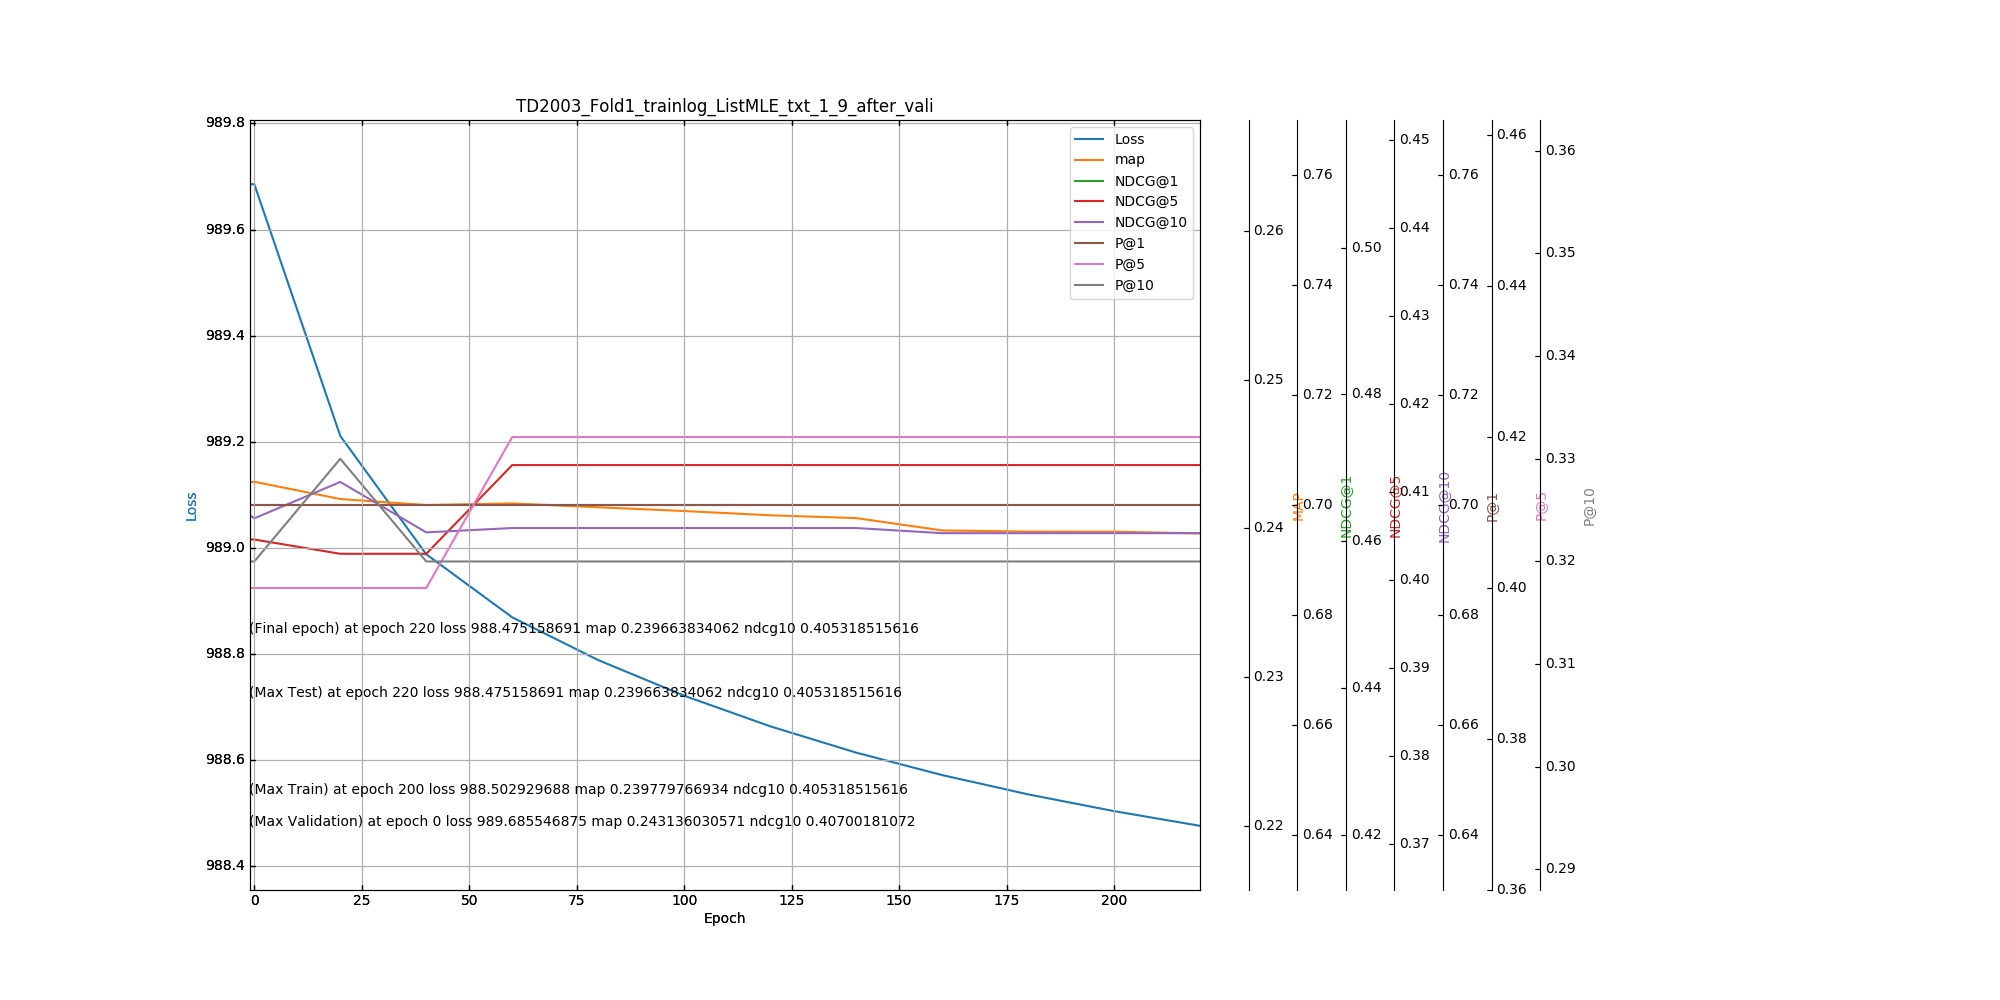 TD2003_Fold1_trainlog_ListMLE_txt_1_9_after_vali
Loss
map
NDCG@1
NDCG@5
NDCG@10
P@1
P@5
P@10
989.8
989.6
989.4
989.2
989.0
988.8
988.6
988.4
Loss
(Final epoch) at epoch 220 loss 988.475158691 map 0.239663834062 ndcg10 0.405318515616
(Max Test) at epoch 220 loss 988.475158691 map 0.239663834062 ndcg10 0.405318515616
(Max Train) at epoch 200 loss 988.502929688 map 0.239779766934 ndcg10 0.405318515616
(Max Validation) at epoch 0 loss 989.685546875 map 0.243136030571 ndcg10 0.40700181072
0 25 50 75 100 125 150 175 200
Epoch
0.26
0.25
0.24
0.23
0.22
MAP
0.76
0.74
0.72
0.70
0.68
0.66
0.64
NDCG@1
0.50
0.48
0.46
0.44
0.42
NDCG@5
0.45
0.44
0.43
0.42
0.41
0.40
0.39
0.38
0.37
NDCG@10
0.76
0.74
0.72
0.70
0.68
0.66
0.64
P@1
0.46
0.44
0.42
0.40
0.38
0.36
P@5
0.36
0.35
0.34
0.33
0.32
0.31
0.30
0.29
P@10